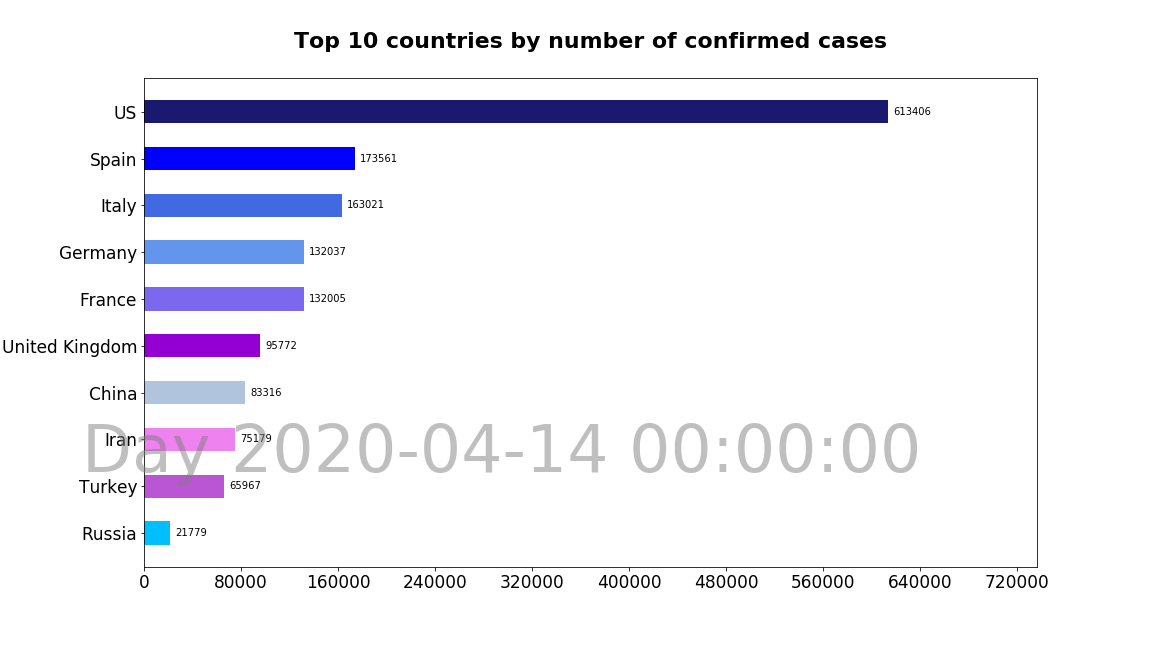 Top 10 countries by number of confirmed cases
US 613406
Spain 173561
Italy 163021
Germany 132037
France 132005
United Kingdom 95772
China 83316
Iran 75179
Day 2020-04-14 00:00:00
Turkey 65967
Russia 21779
0 80000 160000 240000 320000 400000 480000 560000 640000 720000